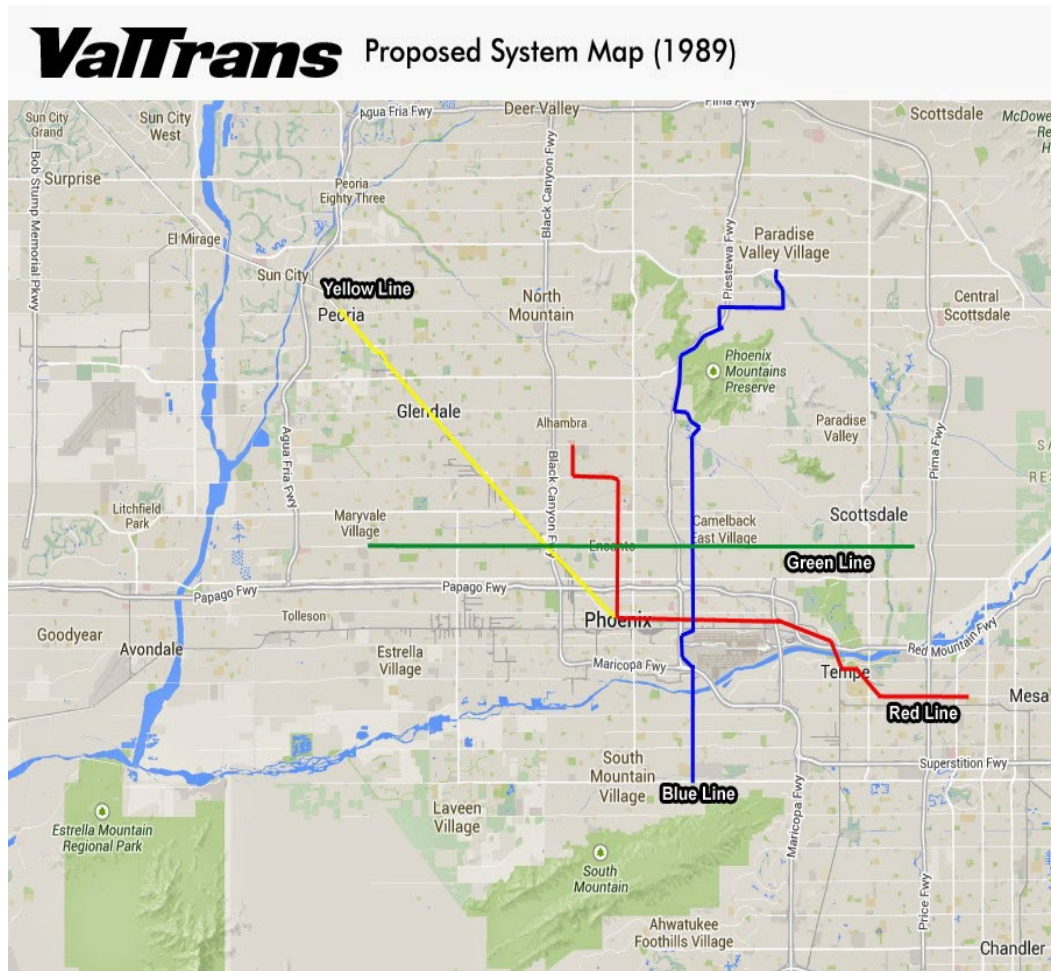 ValTrans Proposed System Map (1989)
Sun City
Grand
Sun City
West
Agua Fria Fwy
Deer Valley
Pima Fwy
Scottsdale
McDowe
Re
H
Bob Stump Memorial Pkwy
Surprise
Peoria
Eighty Three
Black Canyon Fwy
El Mirage
Sun City
Piestewa Fwy
Paradise
Valley Village
Yellow Line
Peoria
North
Mountain
Central
Scottsdale
Phoenix
Mountains
Preserve
Glendale
Alhambra
Paradise
Valley
Pima Fwy
S
RES
Agua Fria Fwy
Black Canyon Fwy
Litchfield
Park
Maryvale
Village
Camelback
East Village
Scottsdale
Encanto
Green Line
Papago Fwy
Papago Fwy
Tolleson
Phoenix
Goodyear
Avondale
Estrella
Village
Maricopa Fwy
Red Mountain Fwy
Tempe
Mesa
Red Line
South
Mountain
Village
Superstition Fwy
Blue Line
Laveen
Village
Estrella Mountain
Regional Park
Maricopa Fwy
South
Mountain
Price Fwy
Ahwatukee
Foothills Village
Chandler